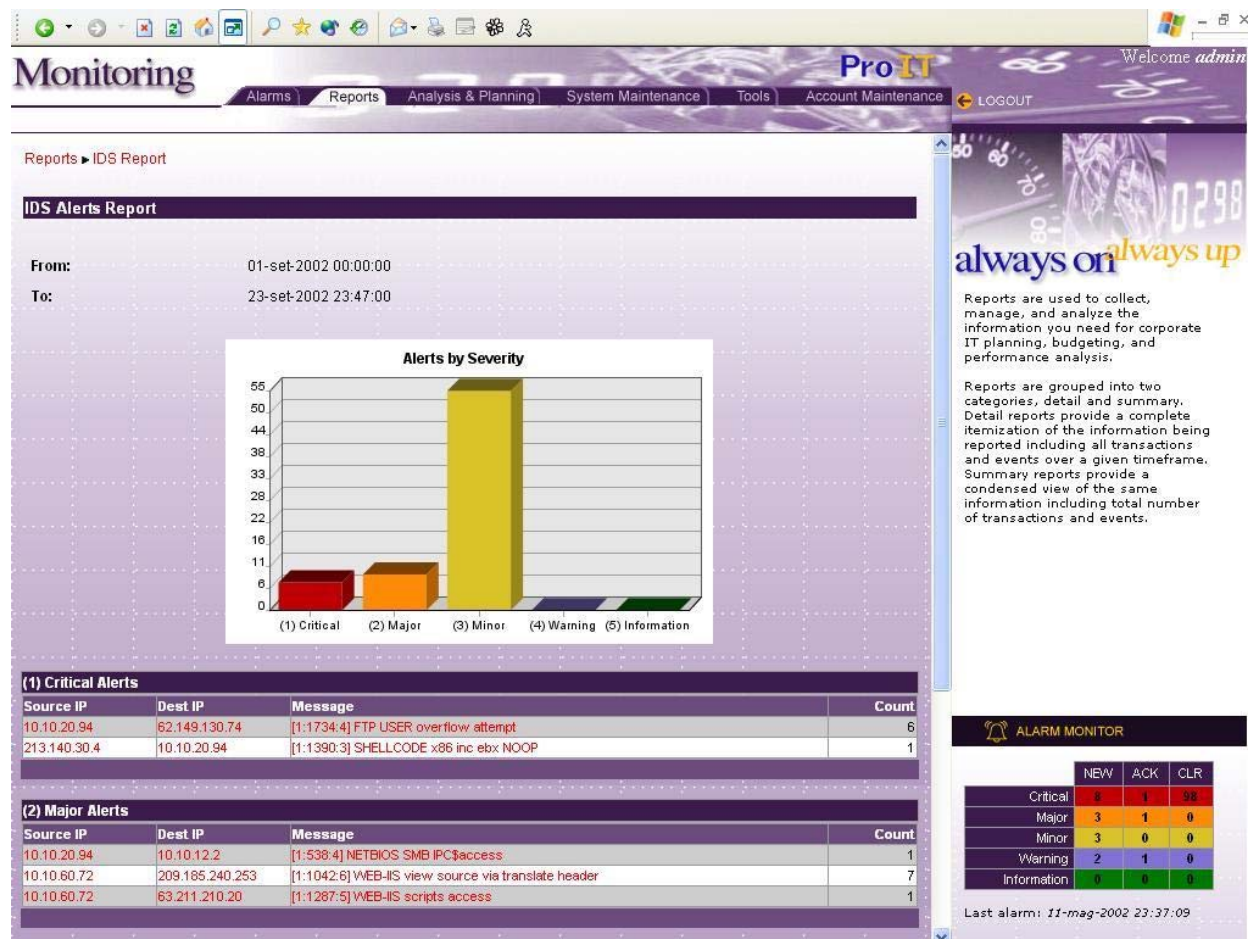 Monitoring
Pro IT
Welcome admin
Alarms Reports Analysis & Planning System Maintenance Tools Account Maintenance
LOGOUT
Reports ▸ IDS Report
IDS Alerts Report
From: 01-set-2002 00:00:00
To: 23-set-2002 23:47:00
Alerts by Severity
55
50
44
38
33
28
22
16
11
6
0
(1) Critical (2) Major (3) Minor (4) Warning (5) Information
(1) Critical Alerts
Source IP Dest IP Message Count
10.10.20.94 62.149.130.74 [1:1734:4] FTP USER overflow attempt 6
213.140.30.4 10.10.20.94 [1:1390:3] SHELLCODE x86 inc ebx NOOP 1
(2) Major Alerts
Source IP Dest IP Message Count
10.10.20.94 10.10.12.2 [1:538:4] NETBIOS SMB IPC$access 1
10.10.60.72 209.185.240.253 [1:1042:6] WEB-IIS view source via translate header 7
10.10.60.72 63.211.210.20 [1:1287:5] WEB-IIS scripts access 1
50 60
70
80
0298
always on always up
Reports are used to collect,
manage, and analyze the
information you need for corporate
IT planning, budgeting, and
performance analysis.
Reports are grouped into two
categories, detail and summary.
Detail reports provide a complete
itemization of the information being
reported including all transactions
and events over a given timeframe.
Summary reports provide a
condensed view of the same
information including total number
of transactions and events.
ALARM MONITOR
NEW ACK CLR
Critical 8 1 98
Major 3 1 0
Minor 3 0 0
Warning 2 1 0
Information 0 0 0
Last alarm: 11-mag-2002 23:37:09